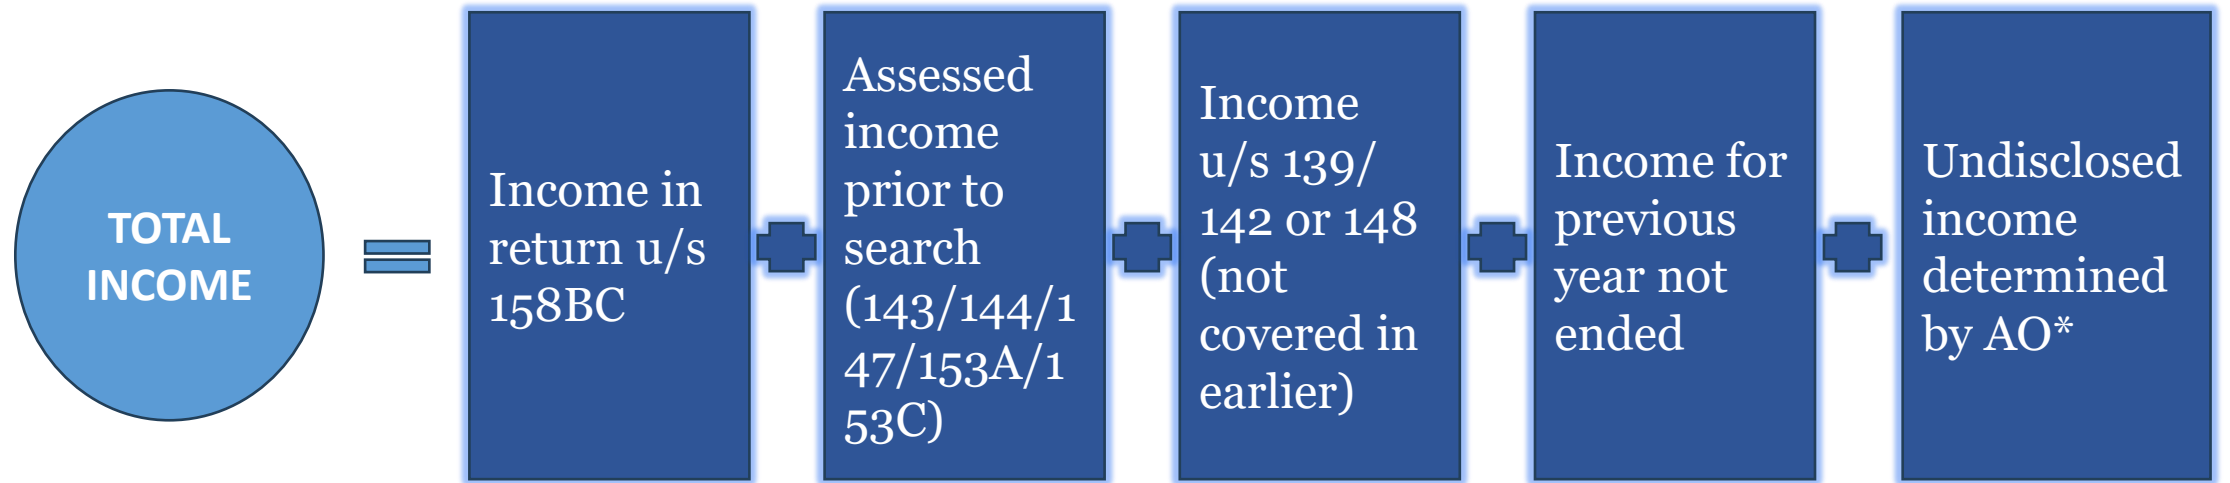 TOTAL
INCOME
Income in
return u/s
158BC
Assessed
income
prior to
search
(143/144/1
47/153A/1
53C)
Income
u/s 139/
142 or 148
(not
covered in
earlier)
Income for
previous
year not
ended
Undisclosed
income
determined
by AO*